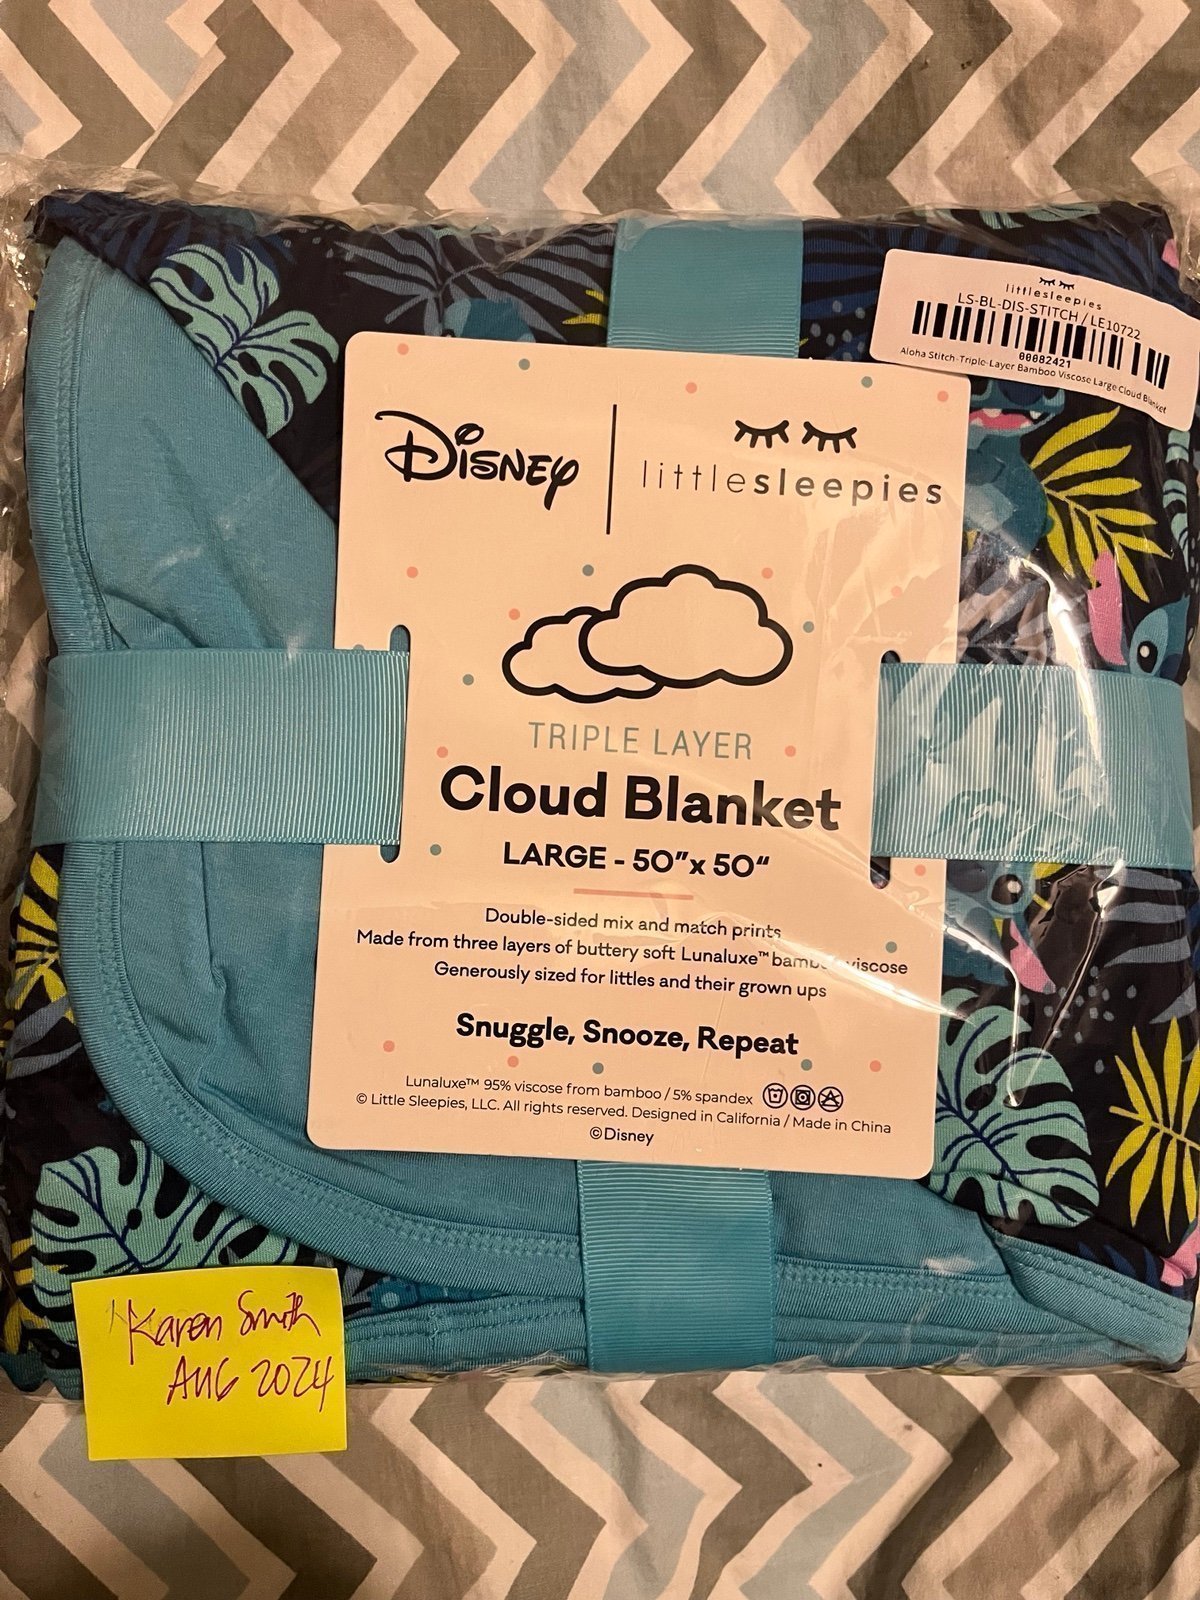 littlesleepies
LS-BL-DIS-STITCH / LE10722
00082421
Aloha Stitch-Triple-Layer Bamboo Viscose Large Cloud Blanket
Disney
littlesleepies
TRIPLE LAYER
Cloud Blanket
LARGE - 50”x 50“
Double-sided mix and match prints
Made from three layers of buttery soft Lunaluxe™ viscose
Generously sized for littles and their grown ups
Snuggle, Snooze, Repeat
Lunaluxe™ 95% viscose from bamboo / 5% spandex
© Little Sleepies, LLC. All rights reserved. Designed in California / Made in China
©Disney
Karen Smith
AUG 2024